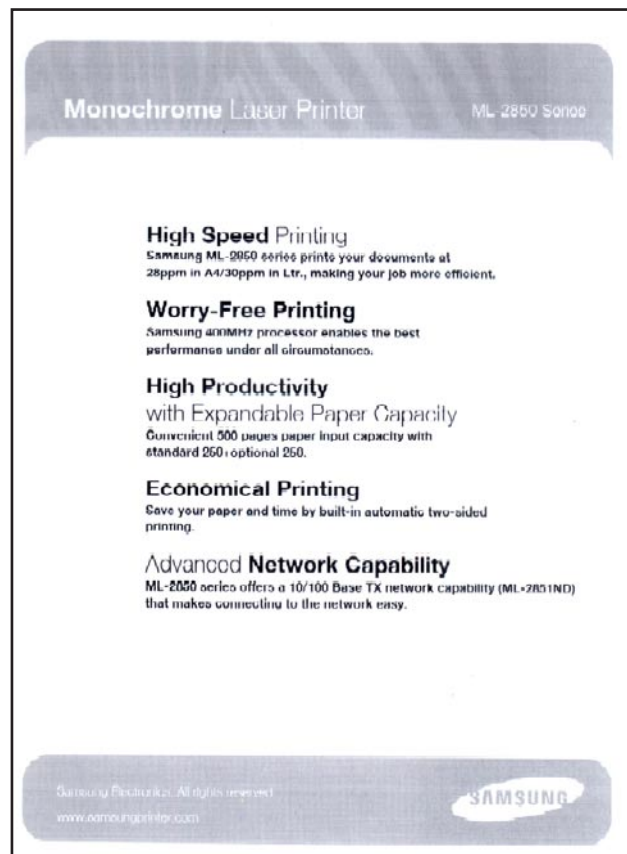 Monochrome Laser Printer
ML-2850 Series
High Speed Printing
Samsung ML-2850 series prints your documents at
28ppm in A4/30ppm in Ltr., making your job more efficient.
Worry-Free Printing
Samsung 400MHz processor enables the best
performance under all circumstances.
High Productivity
with Expandable Paper Capacity
Convenient 500 pages paper input capacity with
standard 250+optional 250.
Economical Printing
Save your paper and time by built-in automatic two-sided
printing.
Advanced Network Capability
ML-2850 series offers a 10/100 Base TX network capability (ML-2851ND)
that makes connecting to the network easy.
Samsung Electronics. All rights reserved
www.samsungprinter.com
SAMSUNG